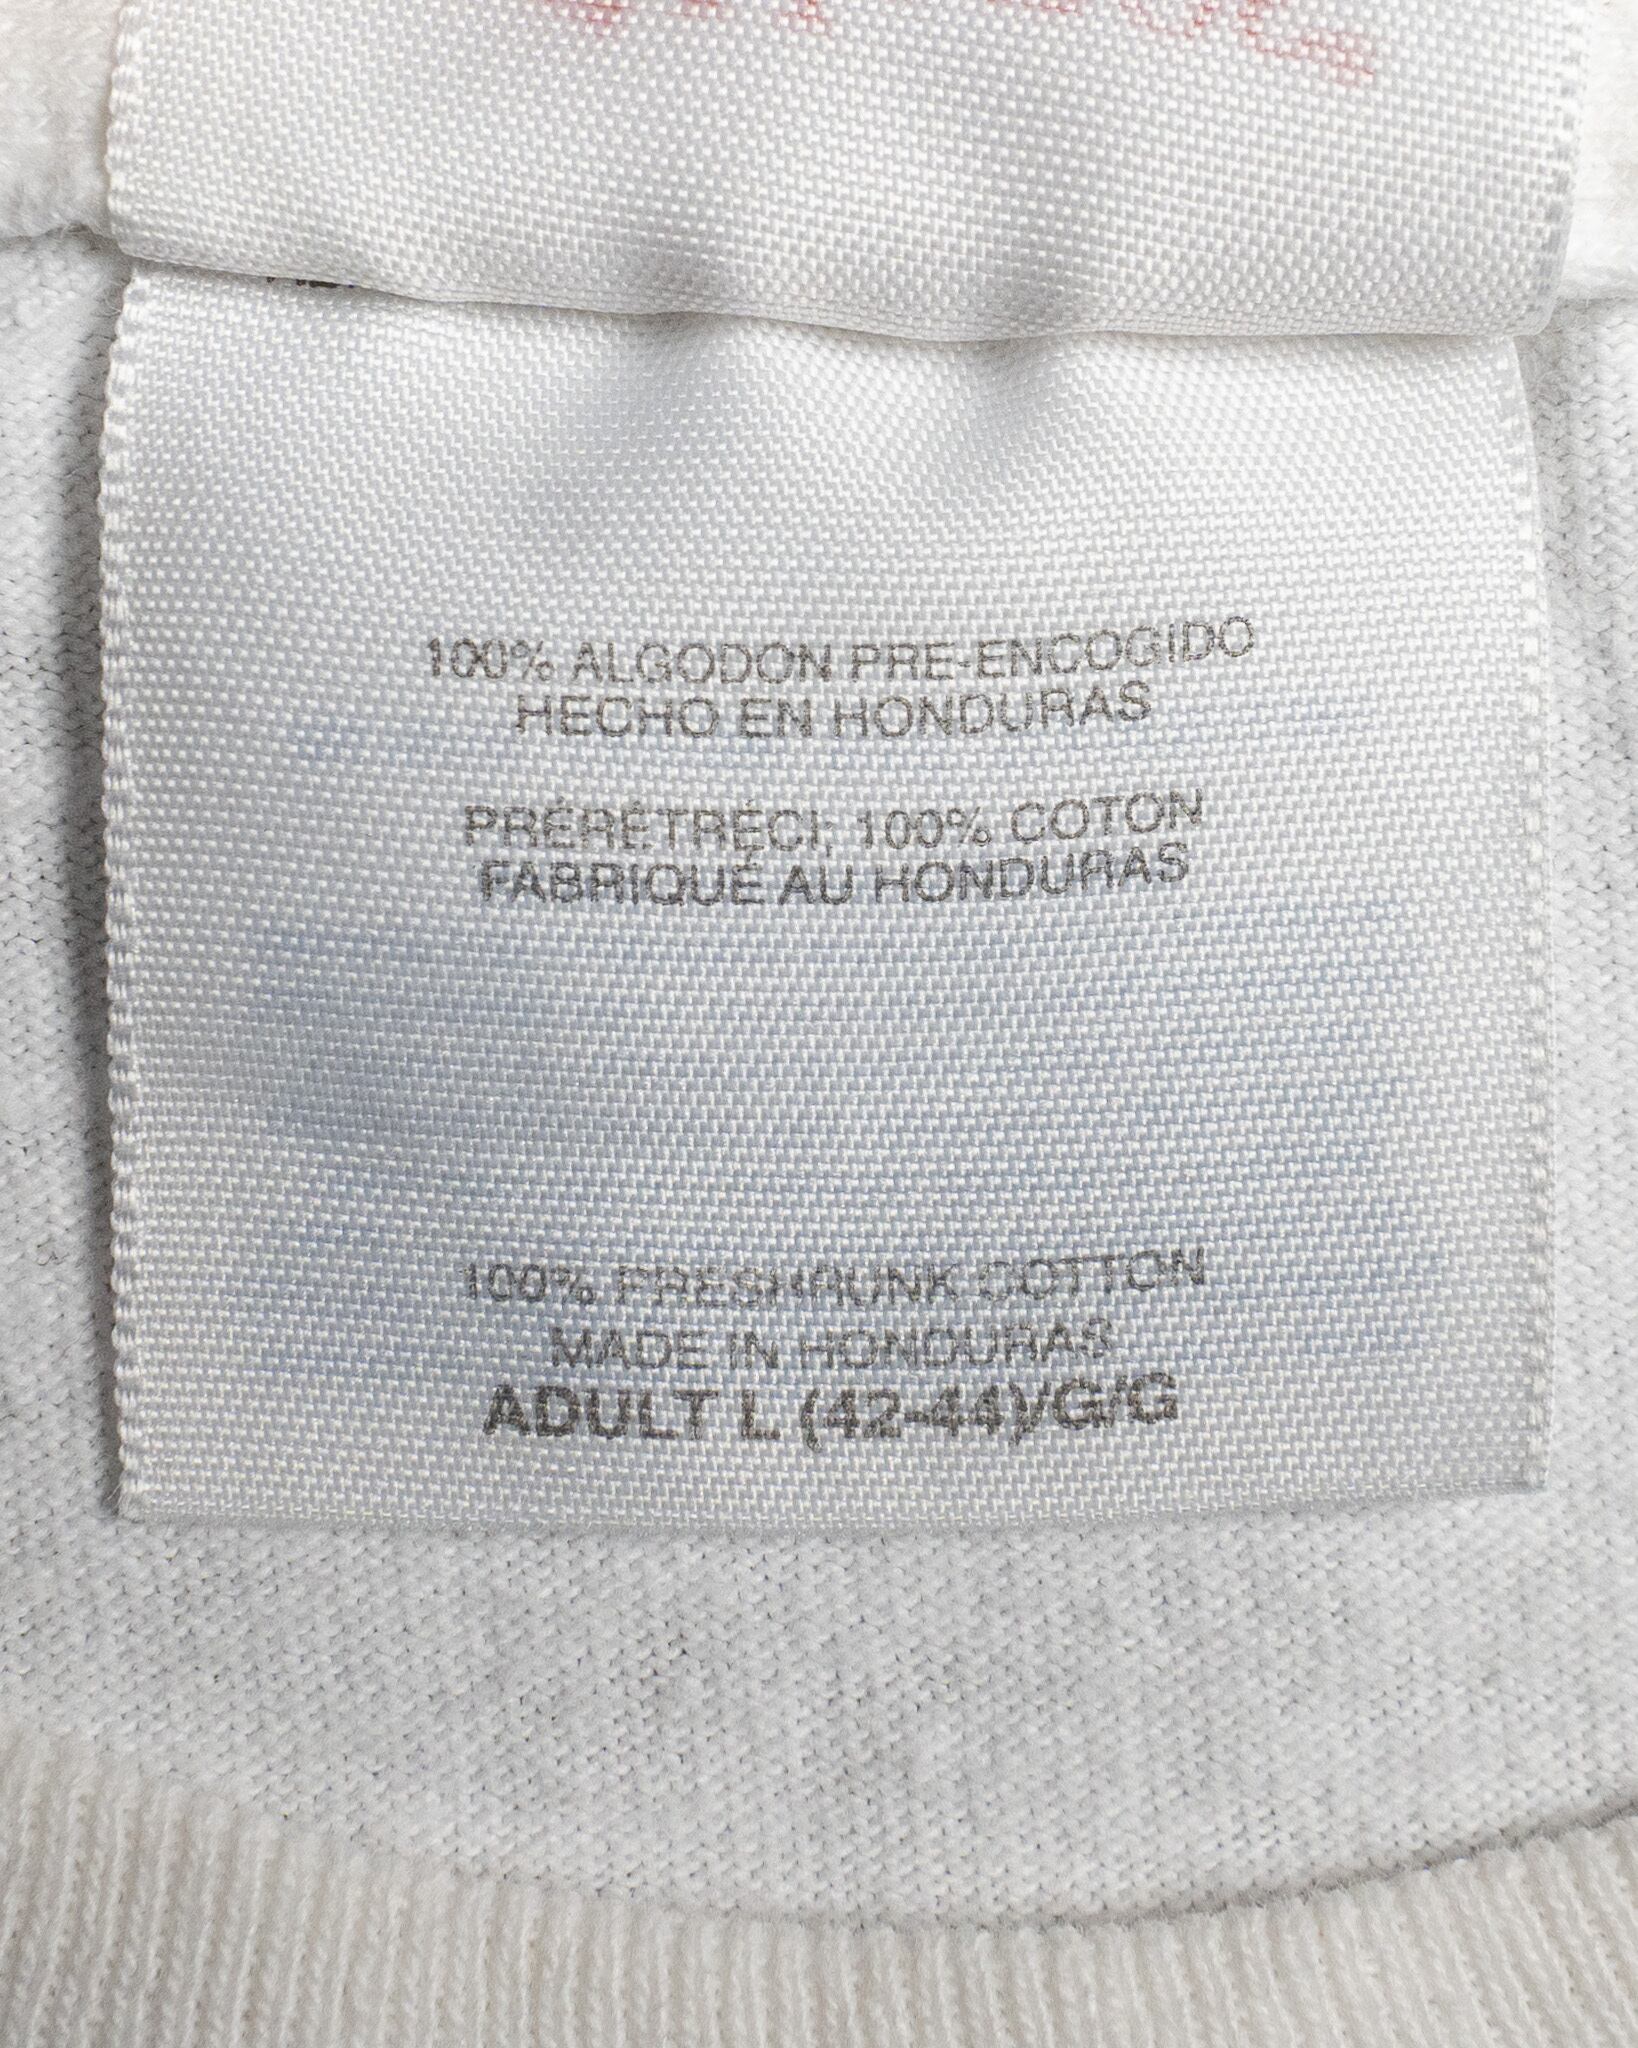 100% ALGODON PRE-ENCOGIDO
HECHO EN HONDURAS
PRÉRÉTRÉCI; 100% COTON
FABRIQUÉ AU HONDURAS
100% PRESHRUNK COTTON
MADE IN HONDURAS
ADULT L (42-44)/G/G